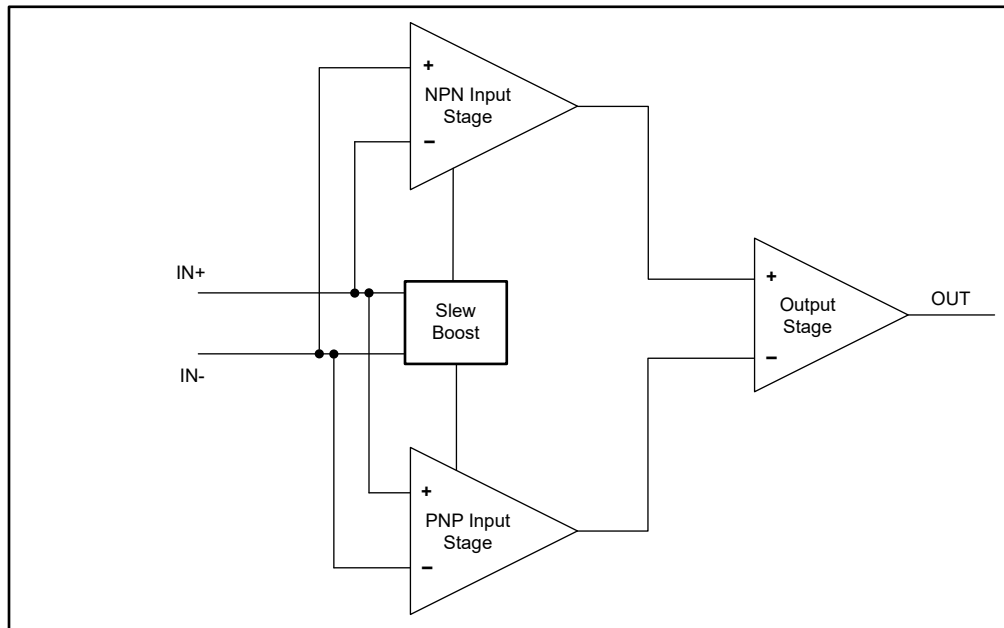 +
NPN Input
Stage
−
IN+
Slew
Boost
IN-
+
Output
Stage
−
OUT
+
PNP Input
Stage
−